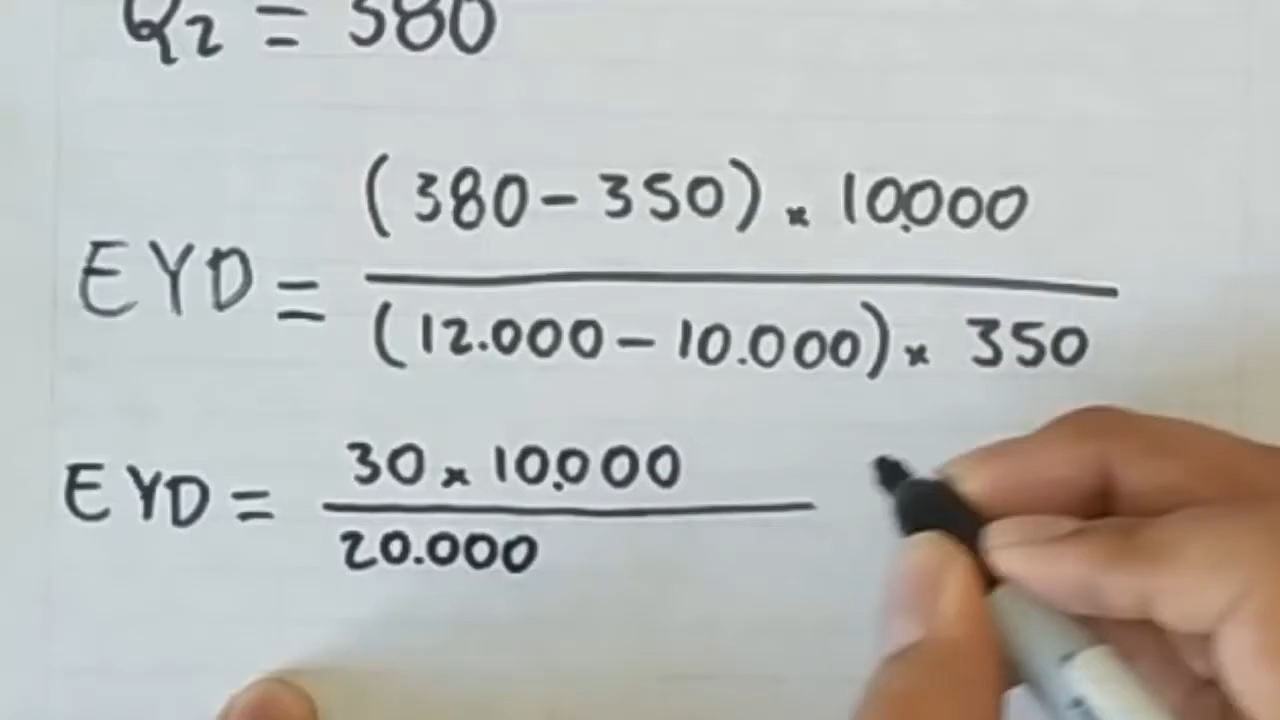 Q2 = 380
EYD = (380 - 350) x 10.000
(12.000 - 10.000) x 350
EYD = 30 x 10.000
20.000